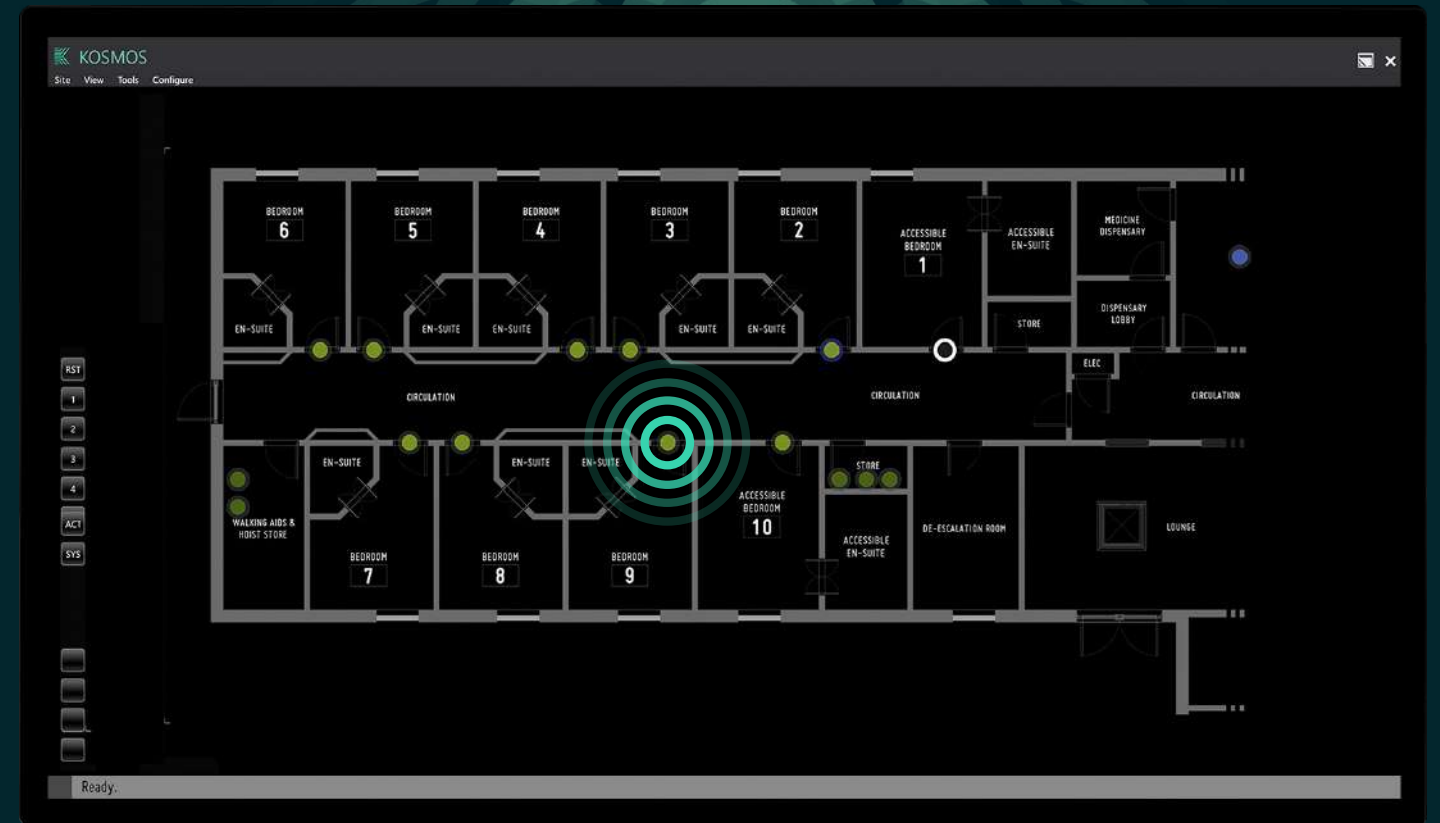 KOSMOS
Site View Tools Configure
BEDROOM
6
BEDROOM
5
BEDROOM
4
BEDROOM
3
BEDROOM
2
ACCESSIBLE
BEDROOM
1
ACCESSIBLE
EN-SUITE
MEDICINE
DISPENSARY
EN-SUITE
EN-SUITE
EN-SUITE
EN-SUITE
EN-SUITE
STORE
DISPENSARY
LOBBY
ELEC
CIRCULATION
CIRCULATION
CIRCULATION
RST
1
2
3
4
ACT
SYS
EN-SUITE
EN-SUITE
EN-SUITE
STORE
WALKING AIDS &
HOIST STORE
BEDROOM
7
BEDROOM
8
BEDROOM
9
ACCESSIBLE
BEDROOM
10
ACCESSIBLE
EN-SUITE
DE-ESCALATION ROOM
LOUNGE
Ready.